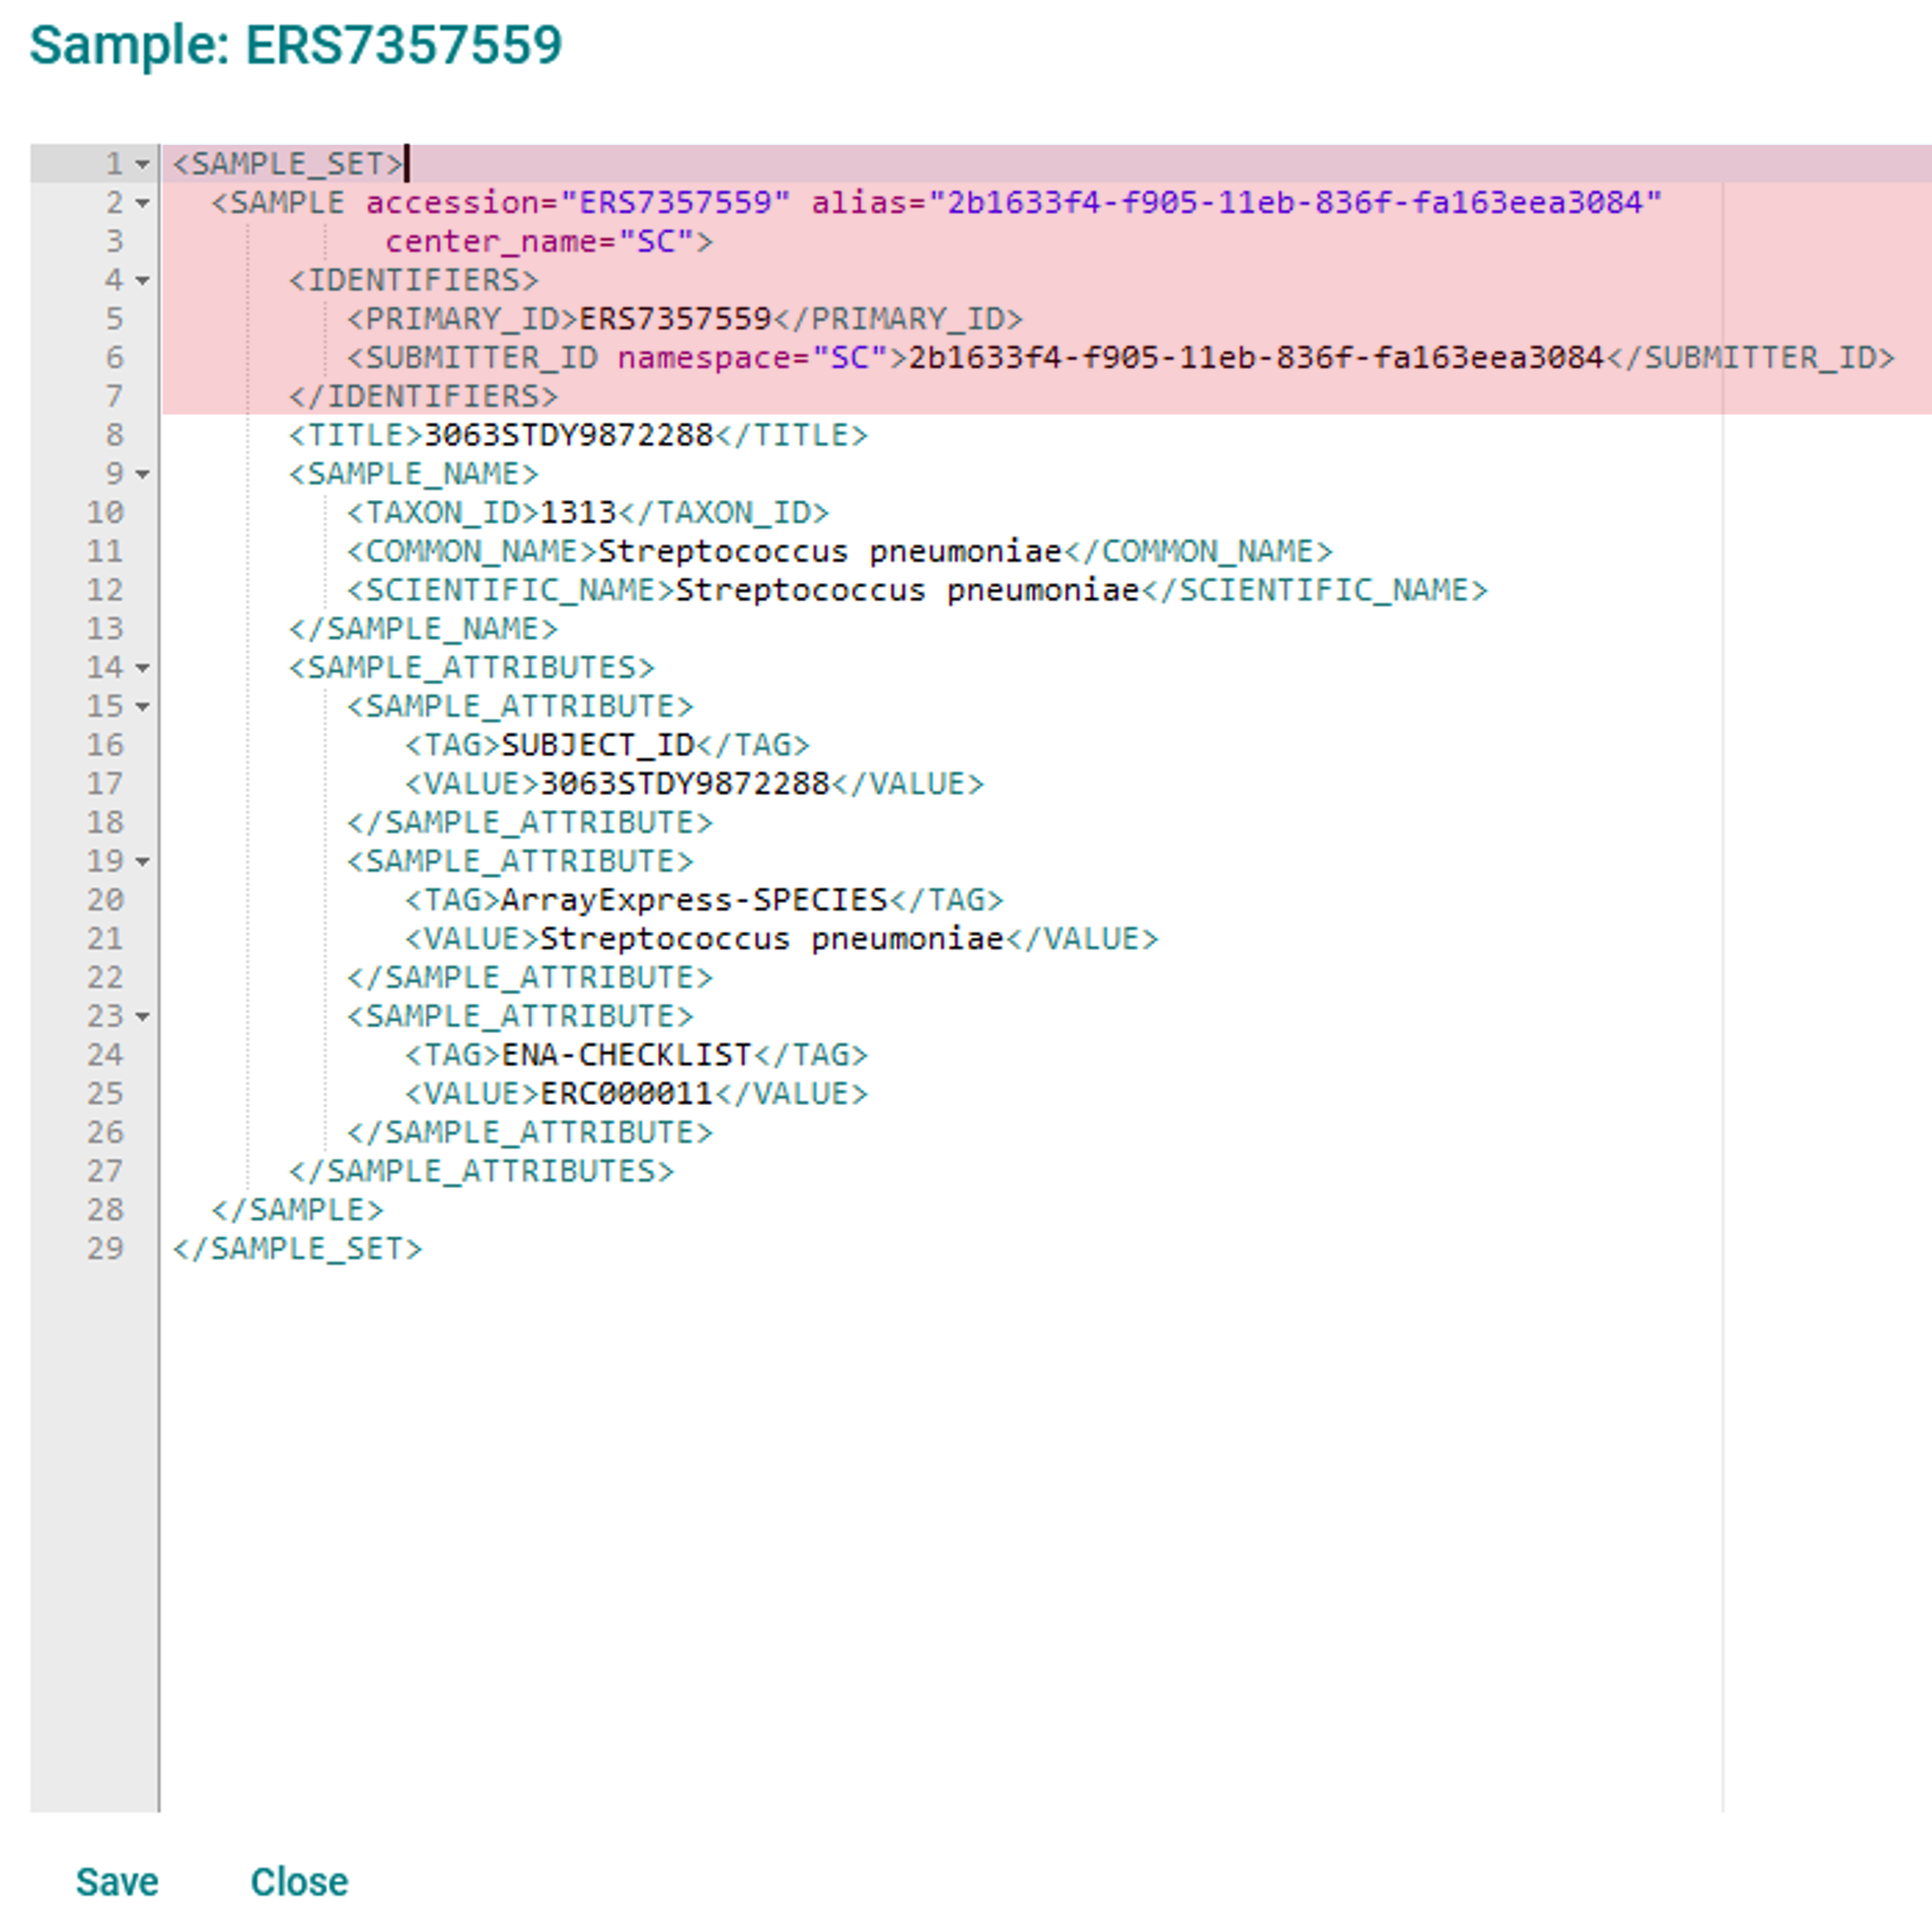 Sample: ERS7357559
1 <SAMPLE_SET>
2   <SAMPLE accession="ERS7357559" alias="2b1633f4-f905-11eb-836f-fa163eea3084"
3            center_name="SC">
4       <IDENTIFIERS>
5          <PRIMARY_ID>ERS7357559</PRIMARY_ID>
6          <SUBMITTER_ID namespace="SC">2b1633f4-f905-11eb-836f-fa163eea3084</SUBMITTER_ID>
7       </IDENTIFIERS>
8       <TITLE>3063STDY9872288</TITLE>
9       <SAMPLE_NAME>
10          <TAXON_ID>1313</TAXON_ID>
11          <COMMON_NAME>Streptococcus pneumoniae</COMMON_NAME>
12          <SCIENTIFIC_NAME>Streptococcus pneumoniae</SCIENTIFIC_NAME>
13       </SAMPLE_NAME>
14       <SAMPLE_ATTRIBUTES>
15          <SAMPLE_ATTRIBUTE>
16             <TAG>SUBJECT_ID</TAG>
17             <VALUE>3063STDY9872288</VALUE>
18          </SAMPLE_ATTRIBUTE>
19          <SAMPLE_ATTRIBUTE>
20             <TAG>ArrayExpress-SPECIES</TAG>
21             <VALUE>Streptococcus pneumoniae</VALUE>
22          </SAMPLE_ATTRIBUTE>
23          <SAMPLE_ATTRIBUTE>
24             <TAG>ENA-CHECKLIST</TAG>
25             <VALUE>ERC000011</VALUE>
26          </SAMPLE_ATTRIBUTE>
27       </SAMPLE_ATTRIBUTES>
28   </SAMPLE>
29 </SAMPLE_SET>
Save Close